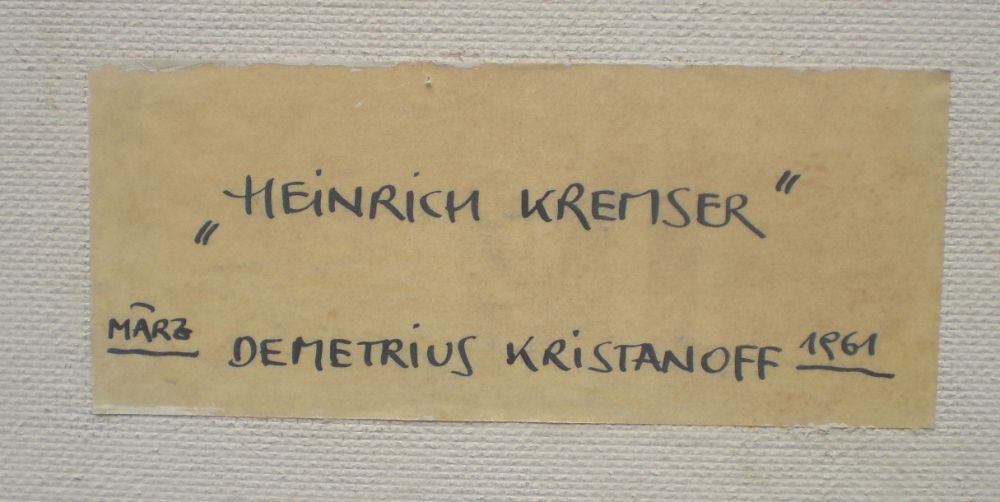 „HEINRICH KREMSER“
MÄRZ DEMETRIUS KRISTANOFF 1961